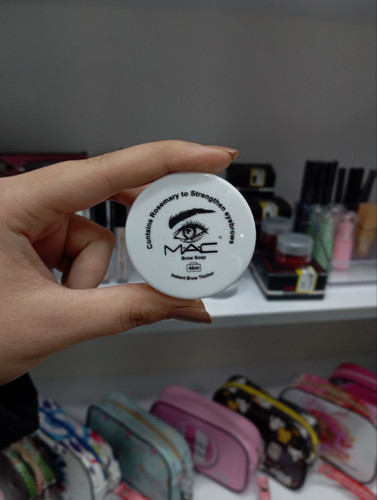 Contains Rosemary to Strengthen eyebrows
MAC
Brow Soap
Instant Brow Thicker